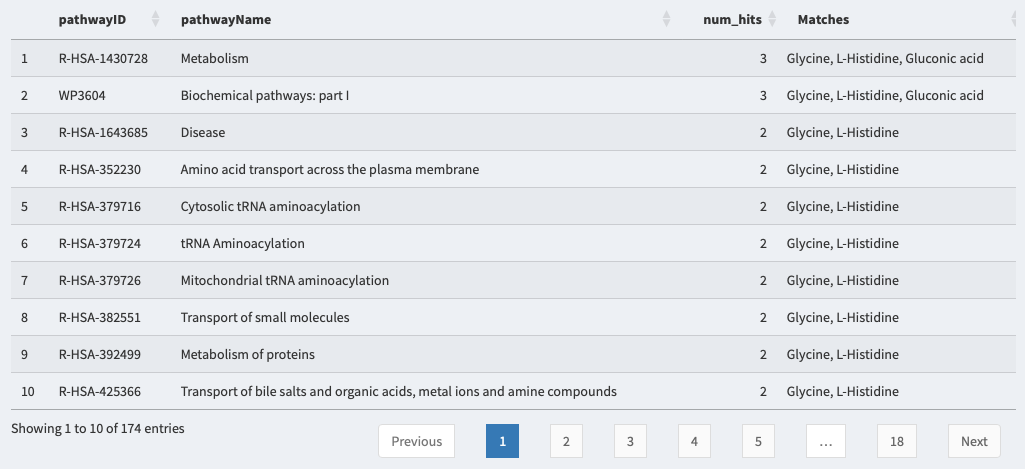 pathwayID pathwayName num_hits Matches
1 R-HSA-1430728 Metabolism 3 Glycine, L-Histidine, Gluconic acid
2 WP3604 Biochemical pathways: part I 3 Glycine, L-Histidine, Gluconic acid
3 R-HSA-1643685 Disease 2 Glycine, L-Histidine
4 R-HSA-352230 Amino acid transport across the plasma membrane 2 Glycine, L-Histidine
5 R-HSA-379716 Cytosolic tRNA aminoacylation 2 Glycine, L-Histidine
6 R-HSA-379724 tRNA Aminoacylation 2 Glycine, L-Histidine
7 R-HSA-379726 Mitochondrial tRNA aminoacylation 2 Glycine, L-Histidine
8 R-HSA-382551 Transport of small molecules 2 Glycine, L-Histidine
9 R-HSA-392499 Metabolism of proteins 2 Glycine, L-Histidine
10 R-HSA-425366 Transport of bile salts and organic acids, metal ions and amine compounds 2 Glycine, L-Histidine
Showing 1 to 10 of 174 entries
Previous 1 2 3 4 5 … 18 Next